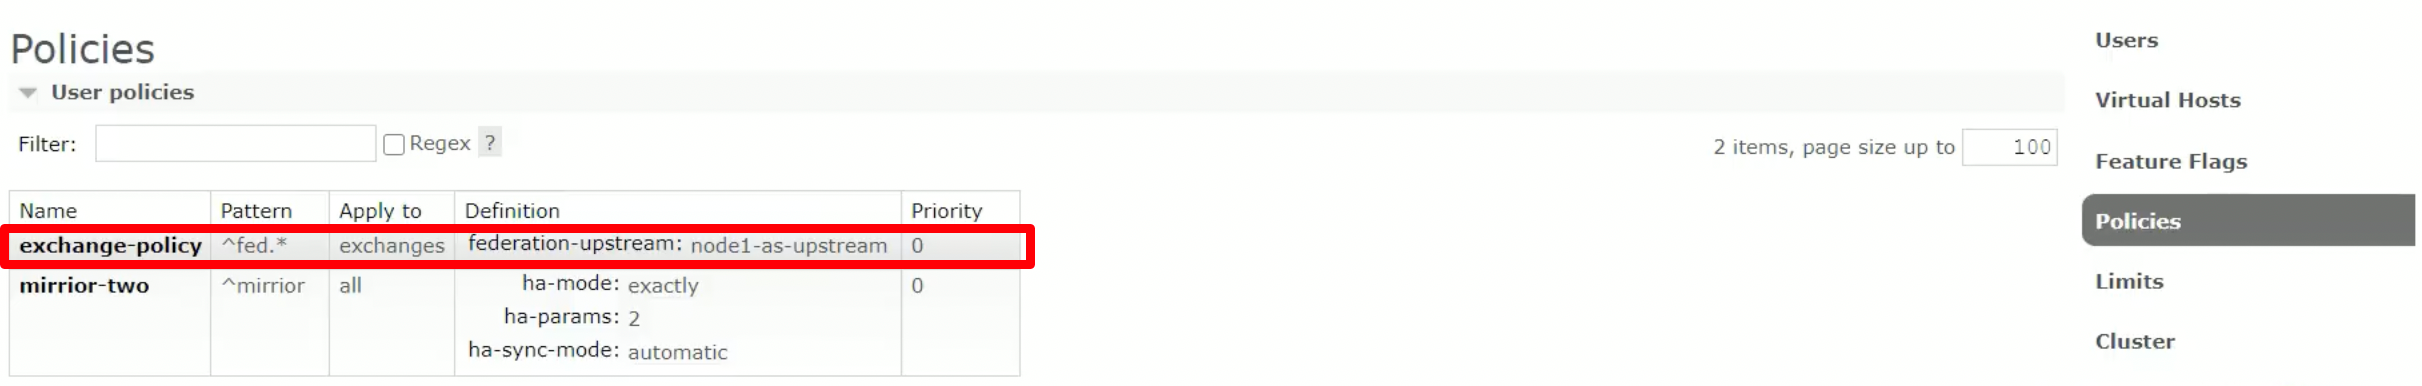 Policies
User policies
Filter: Regex ? 2 items, page size up to 100
Name Pattern Apply to Definition Priority
exchange-policy ^fed.* exchanges federation-upstream: node1-as-upstream 0
mirrior-two ^mirrior all ha-mode: exactly 0
ha-params: 2
ha-sync-mode: automatic
Users
Virtual Hosts
Feature Flags
Policies
Limits
Cluster